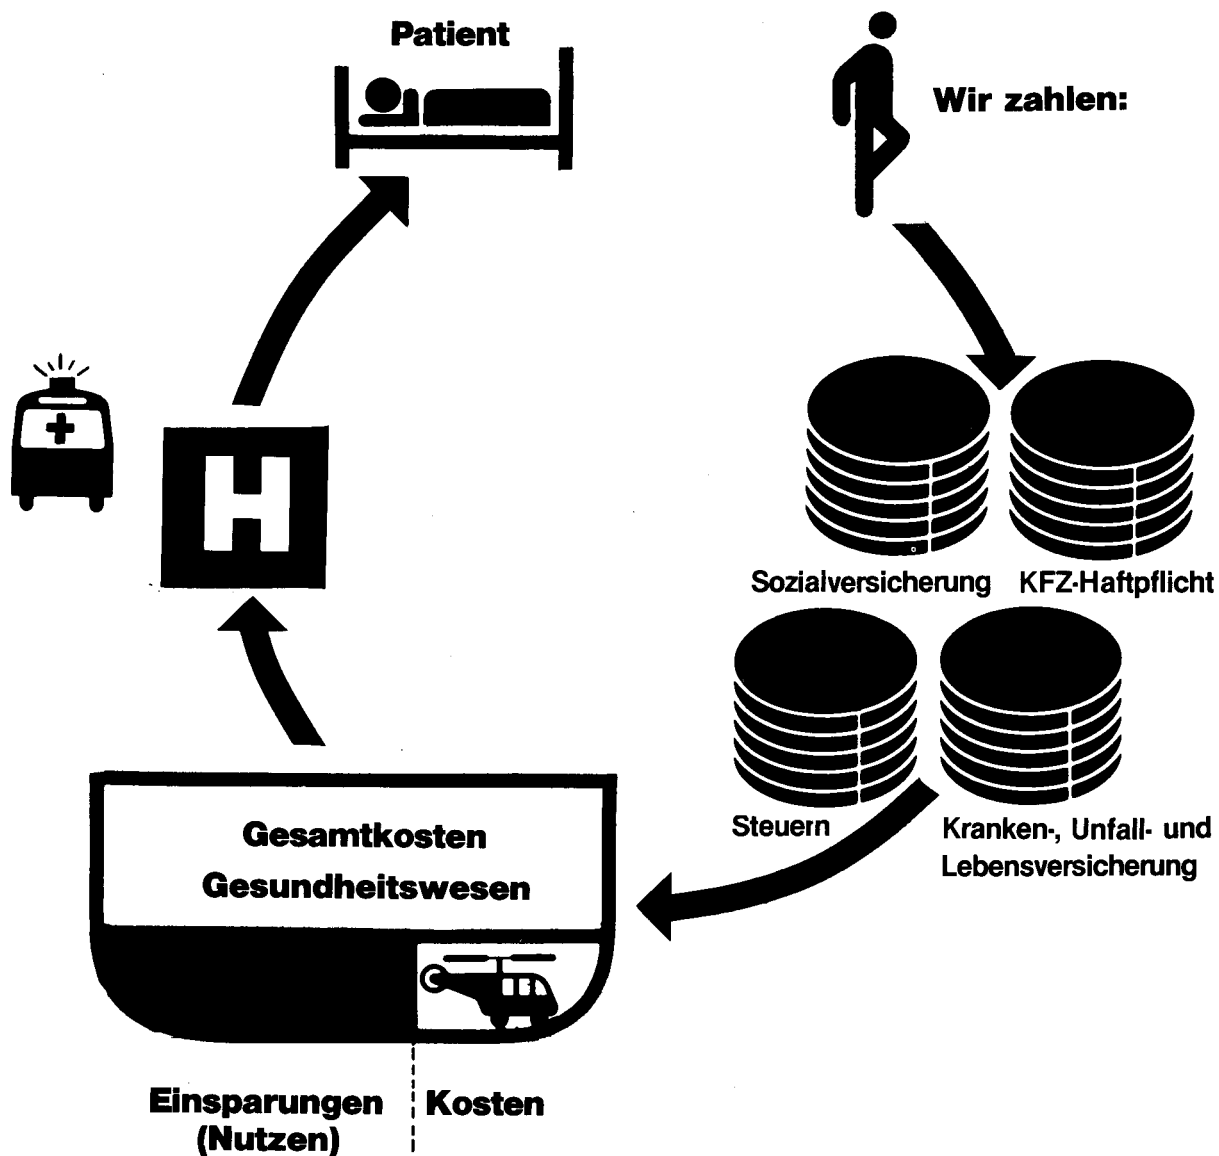 Patient
Wir zahlen:
H
Sozialversicherung
KFZ-Haftpflicht
Steuern
Kranken-, Unfall- und
Lebensversicherung
Gesamtkosten
Gesundheitswesen
Einsparungen
(Nutzen)
Kosten